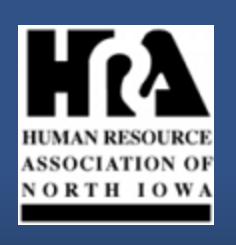 HRA
HUMAN RESOURCE
ASSOCIATION OF
NORTH IOWA